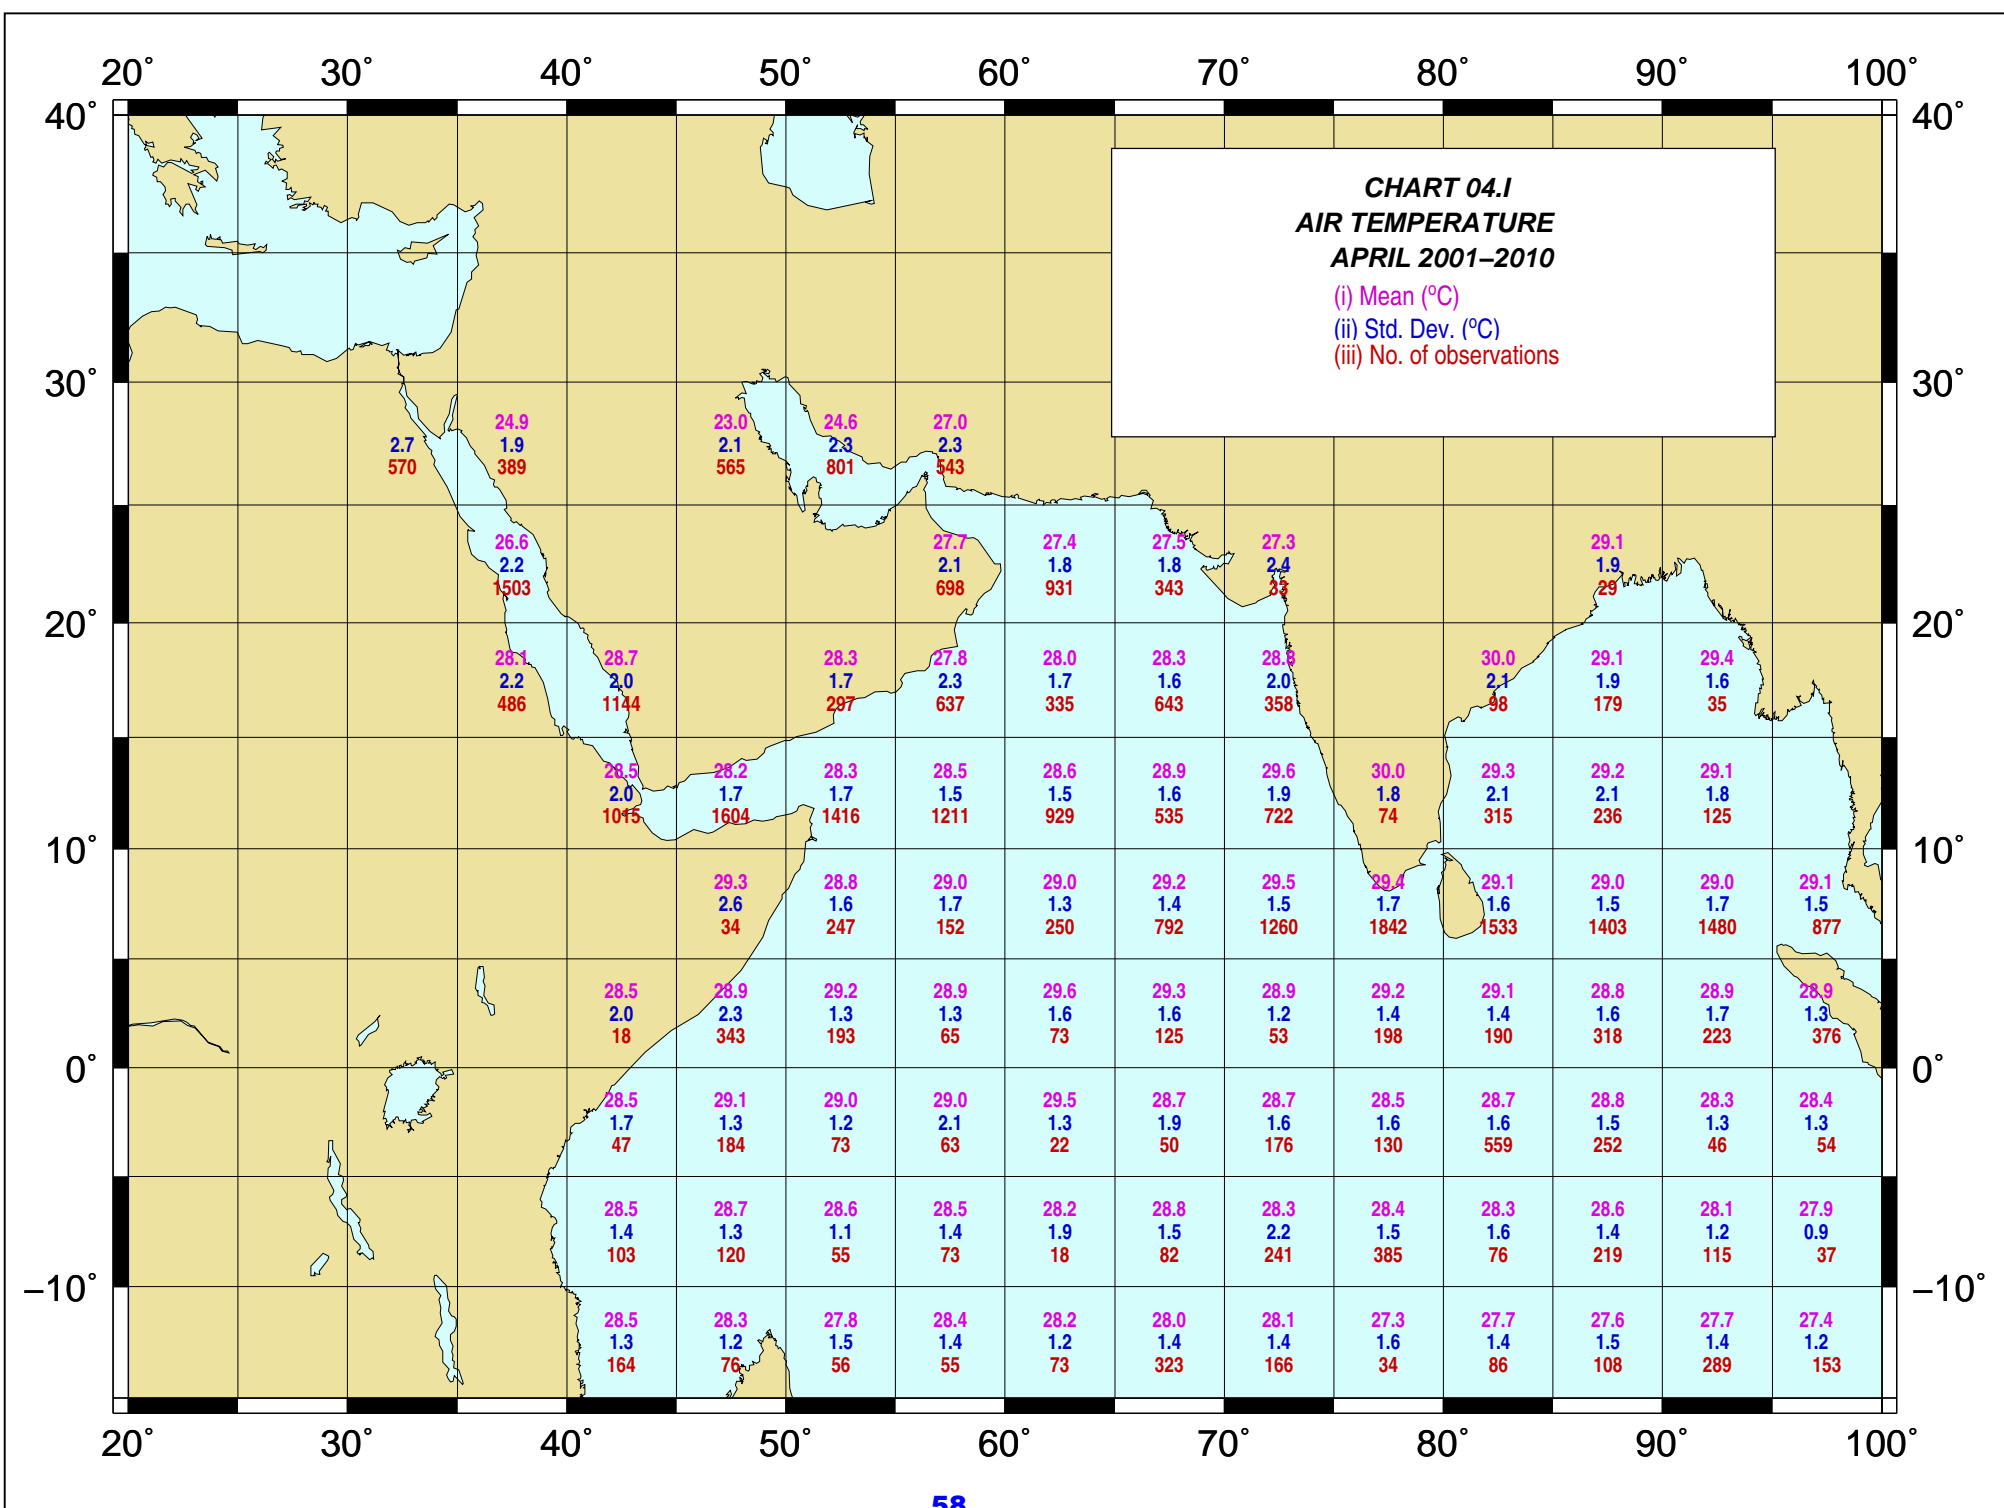 20° 30° 40° 50° 60° 70° 80° 90° 100°
40° 40°
CHART 04.I
AIR TEMPERATURE
APRIL 2001–2010
(i) Mean (ºC)
(ii) Std. Dev. (ºC)
(iii) No. of observations
30° 30°
24.9 23.0 24.6 27.0
2.7 1.9 2.1 2.3 2.3
570 389 565 801 543
26.6 27.7 27.4 27.5 27.3 29.1
2.2 2.1 1.8 1.8 2.4 1.9
1503 698 931 343 33 29
20° 20°
28.1 28.7 28.3 27.8 28.0 28.3 28.8 30.0 29.1 29.4
2.2 2.0 1.7 2.3 1.7 1.6 2.0 2.1 1.9 1.6
486 1144 297 637 335 643 358 98 179 35
28.5 28.2 28.3 28.5 28.6 28.9 29.6 30.0 29.3 29.2 29.1
2.0 1.7 1.7 1.5 1.5 1.6 1.9 1.8 2.1 2.1 1.8
1015 1604 1416 1211 929 535 722 74 315 236 125
10° 10°
29.3 28.8 29.0 29.0 29.2 29.5 29.4 29.1 29.0 29.0 29.1
2.6 1.6 1.7 1.3 1.4 1.5 1.7 1.6 1.5 1.7 1.5
34 247 152 250 792 1260 1842 1533 1403 1480 877
28.5 28.9 29.2 28.9 29.6 29.3 28.9 29.2 29.1 28.8 28.9 28.9
2.0 2.3 1.3 1.3 1.6 1.6 1.2 1.4 1.4 1.6 1.7 1.3
18 343 193 65 73 125 53 198 190 318 223 376
0° 0°
28.5 29.1 29.0 29.0 29.5 28.7 28.7 28.5 28.7 28.8 28.3 28.4
1.7 1.3 1.2 2.1 1.3 1.9 1.6 1.6 1.6 1.5 1.3 1.3
47 184 73 63 22 50 176 130 559 252 46 54
28.5 28.7 28.6 28.5 28.2 28.8 28.3 28.4 28.3 28.6 28.1 27.9
1.4 1.3 1.1 1.4 1.9 1.5 2.2 1.5 1.6 1.4 1.2 0.9
103 120 55 73 18 82 241 385 76 219 115 37
–10° –10°
28.5 28.3 27.8 28.4 28.2 28.0 28.1 27.3 27.7 27.6 27.7 27.4
1.3 1.2 1.5 1.4 1.2 1.4 1.4 1.6 1.4 1.5 1.4 1.2
164 76 56 55 73 323 166 34 86 108 289 153
20° 30° 40° 50° 60° 70° 80° 90° 100°
58